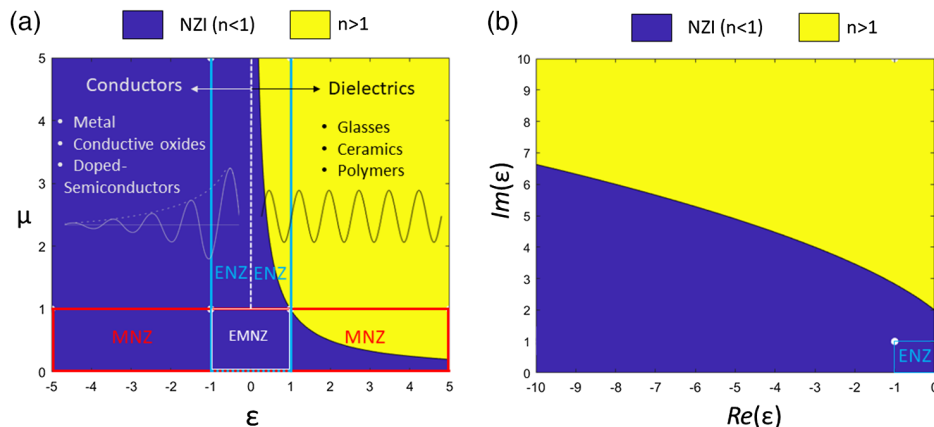 (a)
NZI (n<1)
n>1
5
4
3
2
1
0
μ
Conductors
Dielectrics
• Metal
• Conductive oxides
• Doped-
Semiconductors
• Glasses
• Ceramics
• Polymers
ENZ
ENZ
MNZ
EMNZ
MNZ
-5 -4 -3 -2 -1 0 1 2 3 4 5
ε
(b)
NZI (n<1)
n>1
10
9
8
7
6
5
4
3
2
1
0
Im(ε)
ENZ
-10 -9 -8 -7 -6 -5 -4 -3 -2 -1 0
Re(ε)